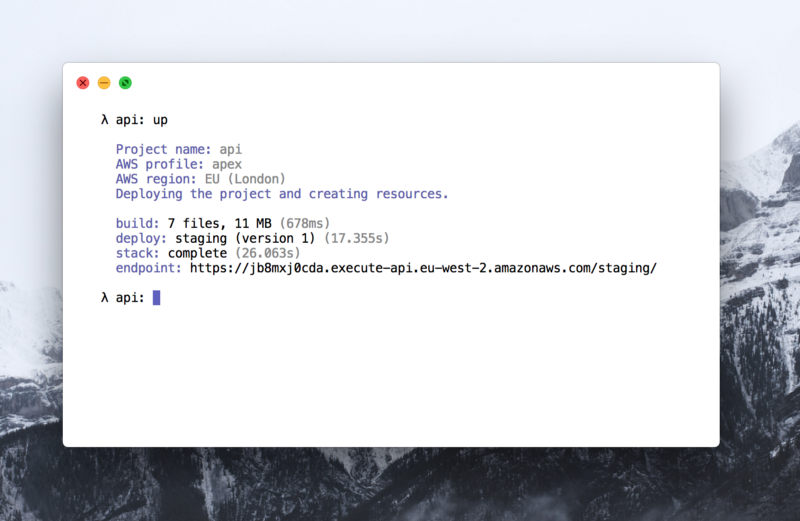 λ api: up
Project name: api
AWS profile: apex
AWS region: EU (London)
Deploying the project and creating resources.
build: 7 files, 11 MB (678ms)
deploy: staging (version 1) (17.355s)
stack: complete (26.063s)
endpoint: https://jb8mxj0cda.execute-api.eu-west-2.amazonaws.com/staging/
λ api: